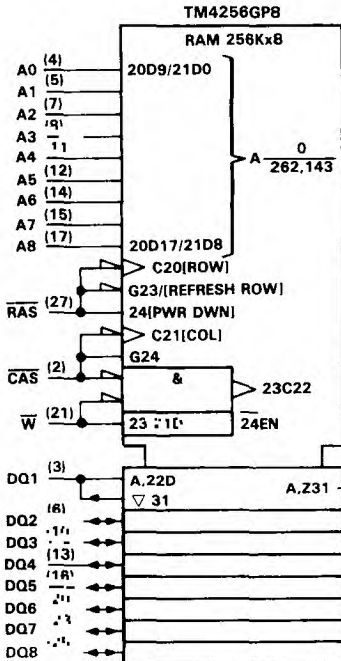 TM4256GP8
RAM 256Kx8
A0 (4) 20D9/21D0
A1 (5)
A2 (7)
A3
A4
A5 (12)
A6 (14)
A7 (15)
A8 (17) 20D17/21D8
A 0
262,143
C20[ROW]
G23/[REFRESH ROW]
RAS (27) 24[PWR DWN]
C21[COL]
G24
CAS (2) & 23C22
W (21) 23 24EN
DQ1 (3) A,22D A,Z31
▽ 31
DQ2 (6)
DQ3
DQ4 (13)
DQ5 (16)
DQ6
DQ7
DQ8